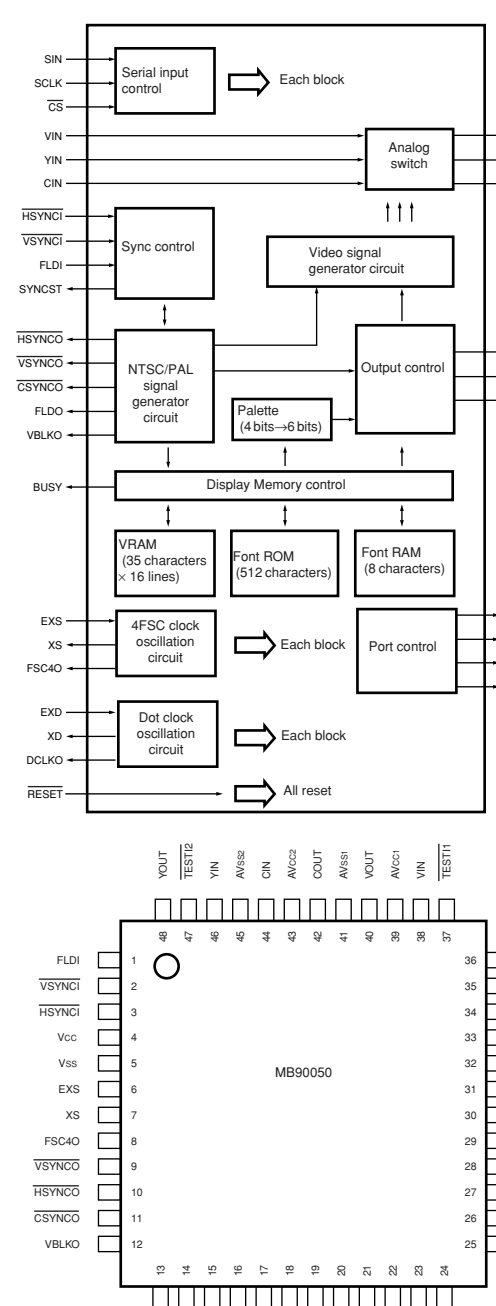 SIN
SCLK
CS
Serial input
control
Each block
VIN
YIN
CIN
Analog
switch
HSYNCI
VSYNCI
FLDI
SYNCST
Sync control
Video signal
generator circuit
HSYNCO
VSYNCO
CSYNCO
FLDO
VBLKO
NTSC/PAL
signal
generator
circuit
Output control
Palette
(4 bits→6 bits)
BUSY
Display Memory control
VRAM
(35 characters
× 16 lines)
Font ROM
(512 characters)
Font RAM
(8 characters)
EXS
XS
FSC4O
4FSC clock
oscillation
circuit
Each block
Port control
EXD
XD
DCLKO
Dot clock
oscillation
circuit
Each block
RESET
All reset
YOUT
TESTI2
YIN
AVSS2
CIN
AVCC2
COUT
AVSS1
VOUT
AVCC1
VIN
TESTI1
48
47
46
45
44
43
42
41
40
39
38
37
FLDI 1
VSYNCI 2
HSYNCI 3
VCC 4
VSS 5
EXS 6
XS 7
FSC4O 8
VSYNCO 9
HSYNCO 10
CSYNCO 11
VBLKO 12
MB90050
36
35
34
33
32
31
30
29
28
27
26
25
13
14
15
16
17
18
19
20
21
22
23
24